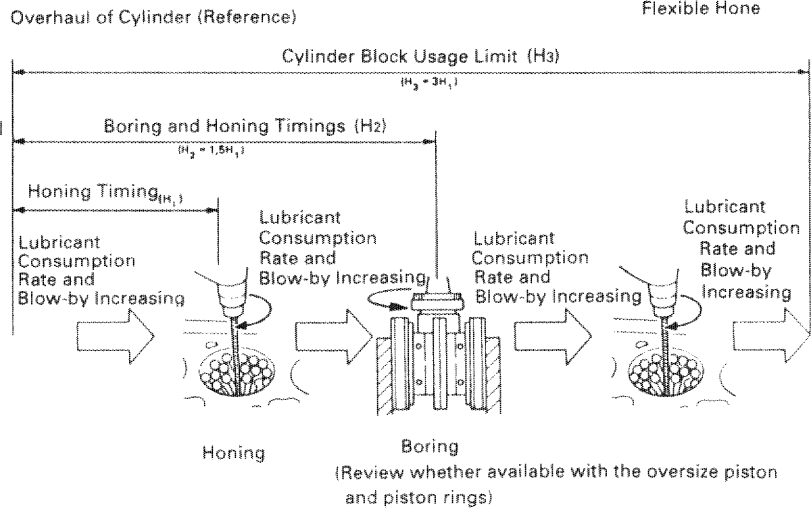 Overhaul of Cylinder (Reference)
Flexible Hone
Cylinder Block Usage Limit (H3)
(H3 = 3H1)
Boring and Honing Timings (H2)
(H2 = 1,5H1)
Honing Timing(H1)
Lubricant
Consumption
Rate and
Blow-by Increasing
Lubricant
Consumption
Rate and
Blow-by Increasing
Lubricant
Consumption
Rate and
Blow-by Increasing
Lubricant
Consumption
Rate and
Blow-by
Increasing
Honing
Boring
(Review whether available with the oversize piston
and piston rings)